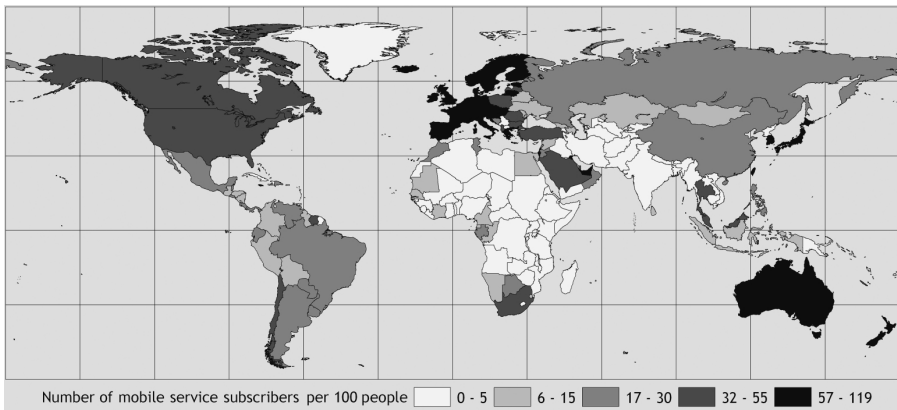 Number of mobile service subscribers per 100 people 0 - 5 6 - 15 17 - 30 32 - 55 57 - 119